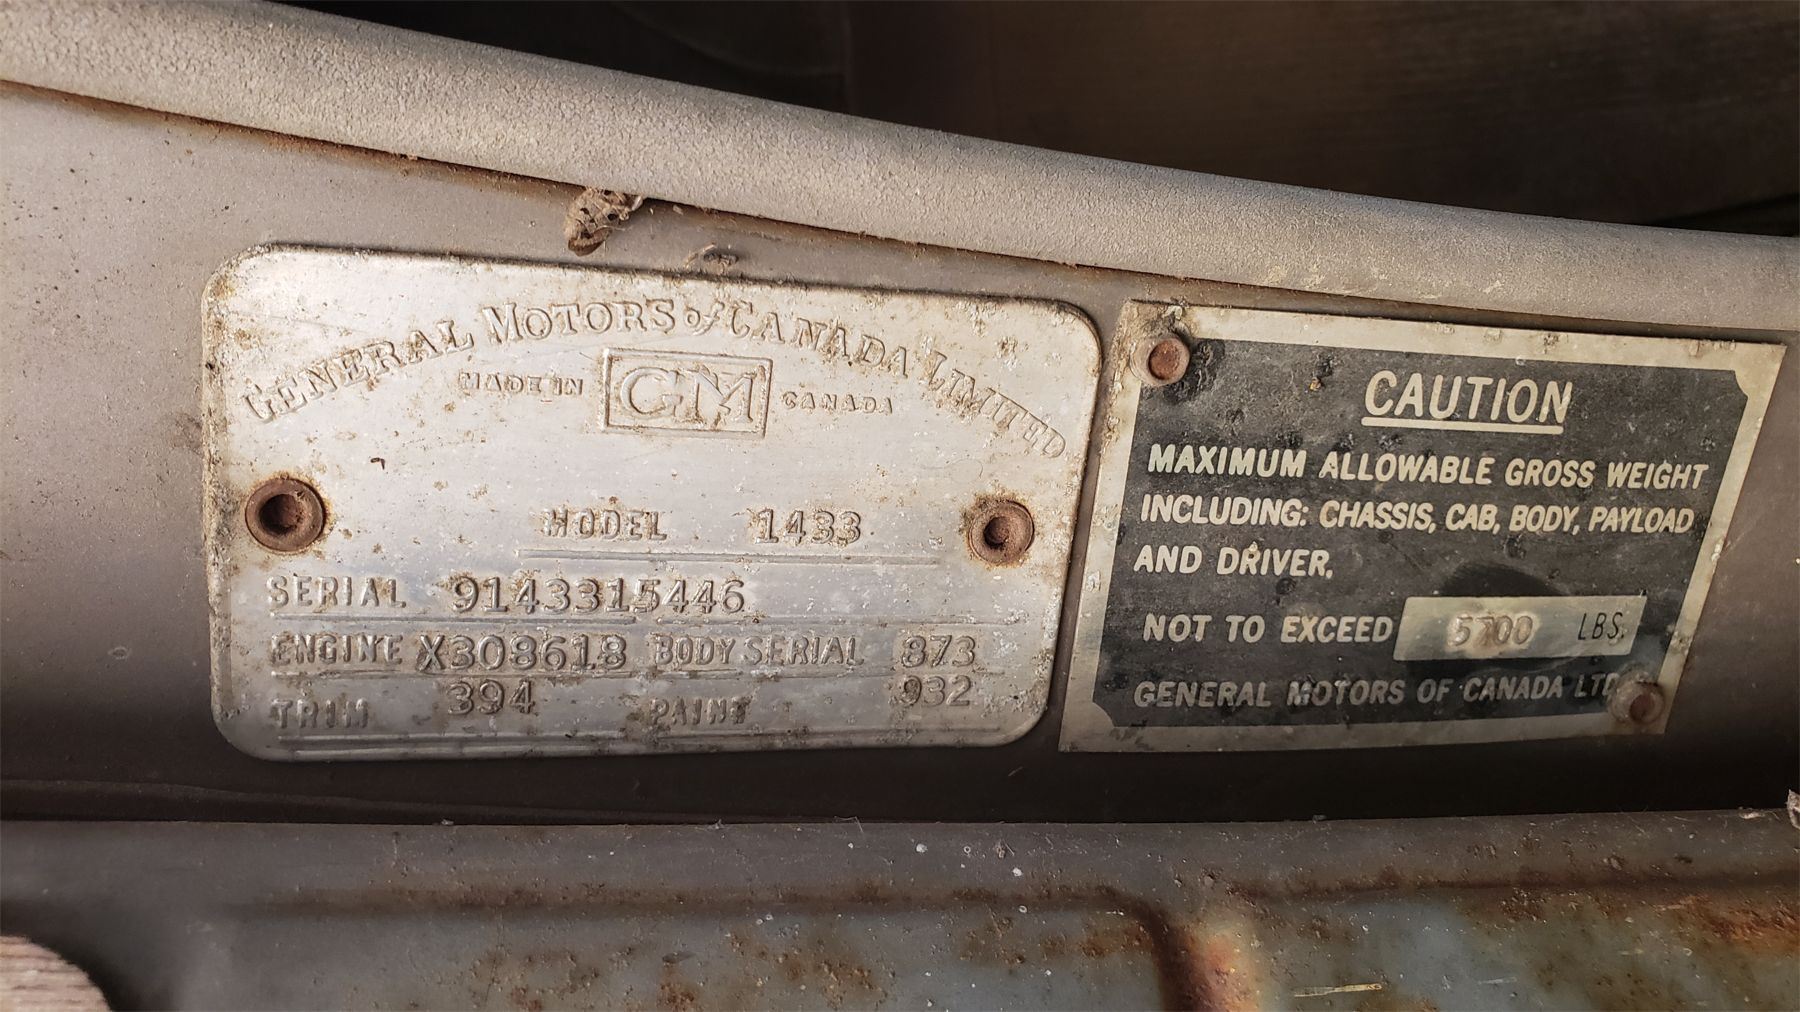 GENERAL MOTORS of CANADA LIMITED
MADE IN GM CANADA
MODEL 1433
SERIAL 9143315446
ENGINE X308618 BODY SERIAL 873
TRIM 394 PAINT 932
CAUTION
MAXIMUM ALLOWABLE GROSS WEIGHT
INCLUDING: CHASSIS, CAB, BODY, PAYLOAD
AND DRIVER.
NOT TO EXCEED 5700 LBS.
GENERAL MOTORS OF CANADA LTD